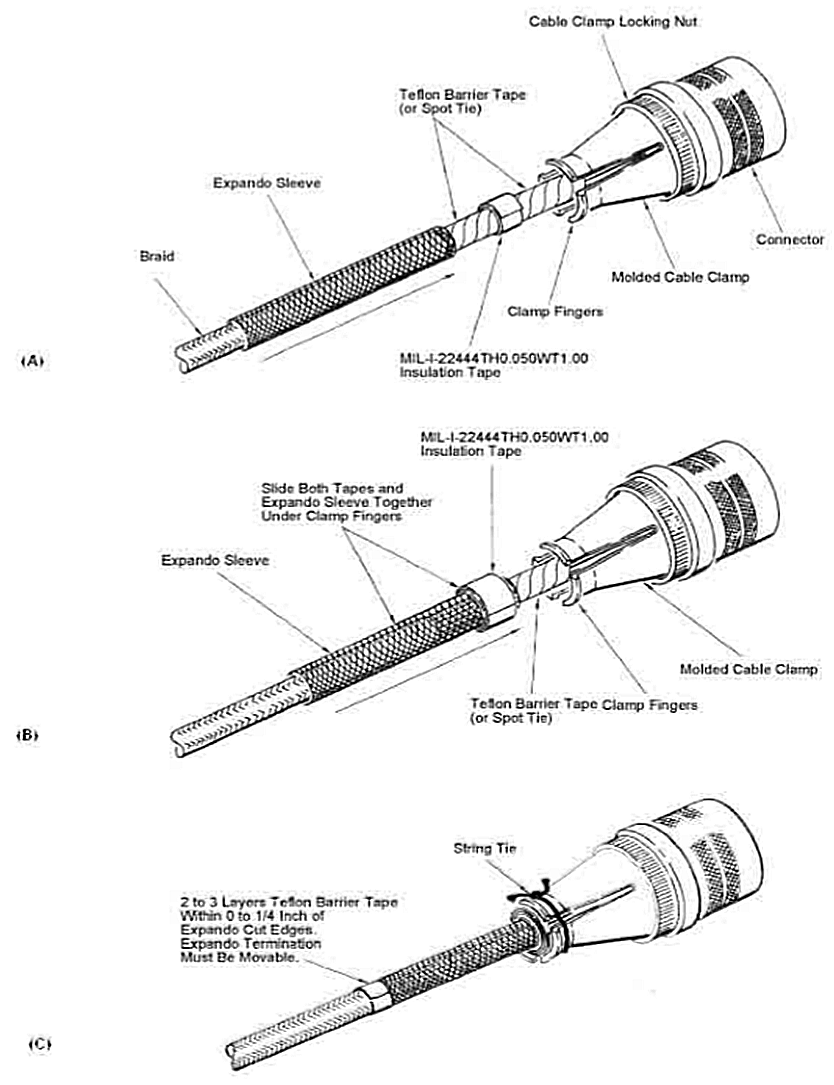 Cable Clamp Locking Nut
Teflon Barrier Tape
(or Spot Tie)
Expando Sleeve
Braid
Connector
Molded Cable Clamp
Clamp Fingers
MIL-I-22444TH0.050WT1.00
Insulation Tape
(A)
MIL-I-22444TH0.050WT1.00
Insulation Tape
Slide Both Tapes and
Expando Sleeve Together
Under Clamp Fingers
Expando Sleeve
Molded Cable Clamp
Teflon Barrier Tape
(or Spot Tie)
Clamp Fingers
(B)
String Tie
2 to 3 Layers Teflon Barrier Tape
Within 0 to 1/4 Inch of
Expando Cut Edges.
Expando Termination
Must Be Movable.
(C)